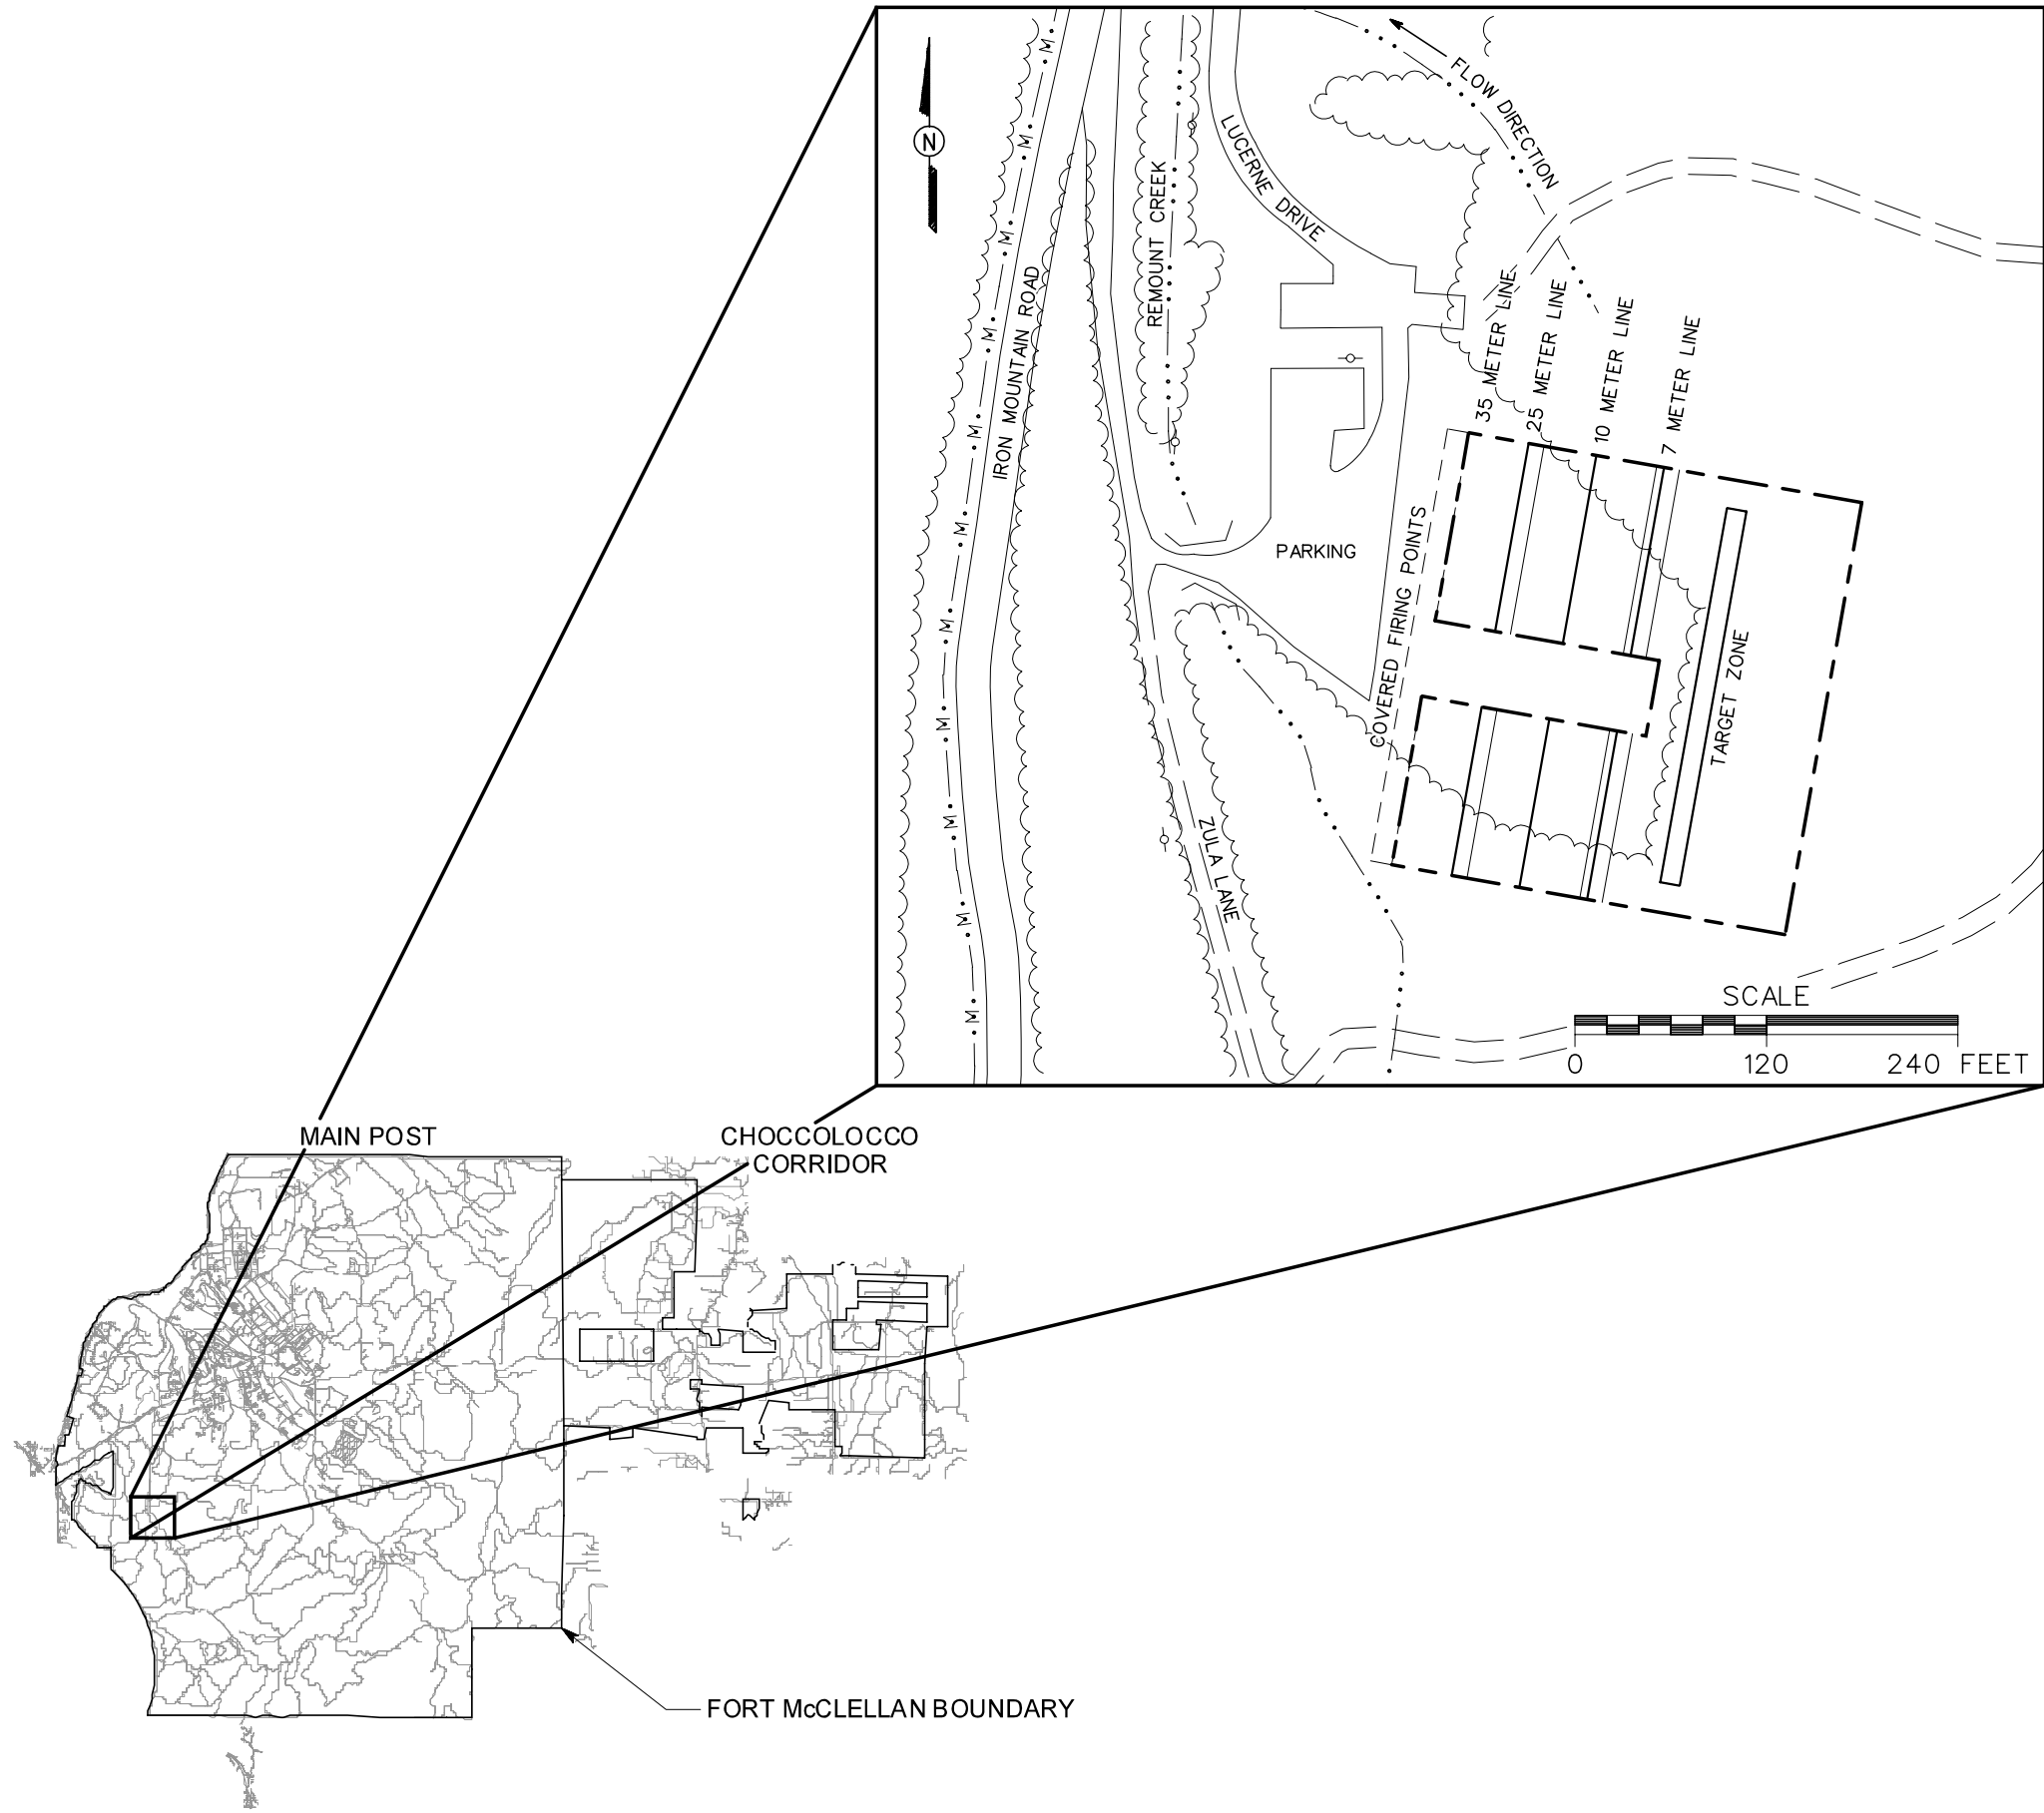 N
M
M
M
M
M
M
M
M
M
M
M
M
M
IRON MOUNTAIN ROAD
REMOUNT CREEK
LUCERNE DRIVE
FLOW DIRECTION
35 METER LINE
25 METER LINE
10 METER LINE
7 METER LINE
PARKING
COVERED FIRING POINTS
TARGET ZONE
ZULA LANE
SCALE
0 120 240 FEET
MAIN POST
CHOCCOLOCCO
CORRIDOR
FORT McCLELLAN BOUNDARY